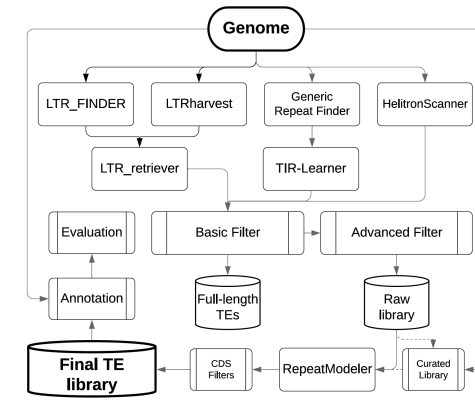 Genome
LTR_FINDER
LTRharvest
Generic
Repeat Finder
HelitronScanner
LTR_retriever
TIR-Learner
Evaluation
Basic Filter
Advanced Filter
Annotation
Full-length
TEs
Raw
library
Final TE
library
CDS
Filters
RepeatModeler
Curated
Library